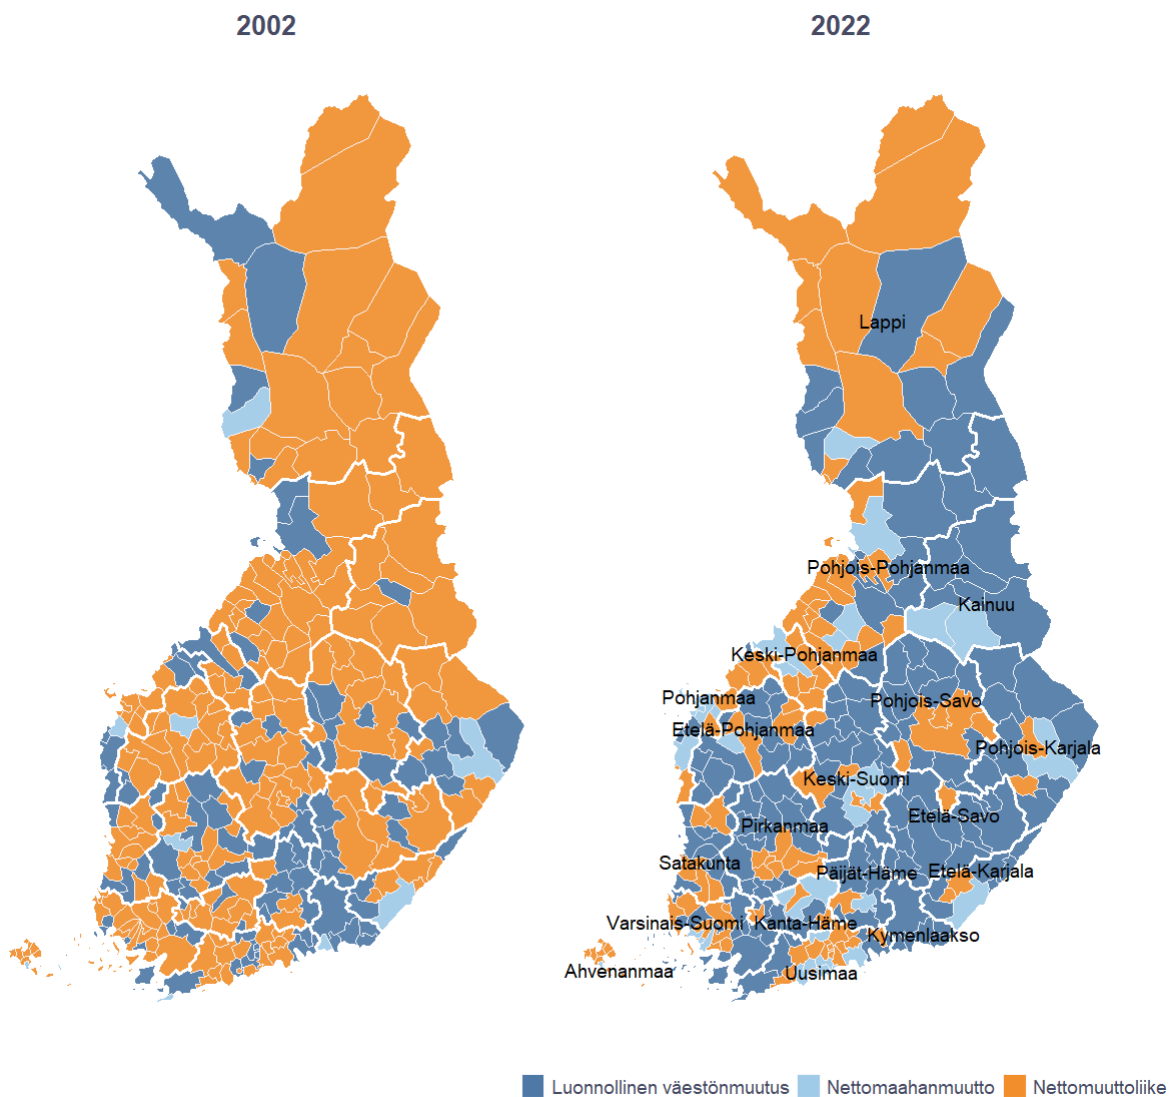 2002
2022
Lappi
Pohjois-Pohjanmaa
Kainuu
Keski-Pohjanmaa
Pohjanmaa
Pohjois-Savo
Etelä-Pohjanmaa
Pohjois-Karjala
Keski-Suomi
Etelä-Savo
Pirkanmaa
Satakunta
Päijät-Häme
Etelä-Karjala
Varsinais-Suomi
Kanta-Häme
Kymenlaakso
Ahvenanmaa
Uusimaa
Luonnollinen väestönmuutus
Nettomaahanmuutto
Nettomuuttoliike